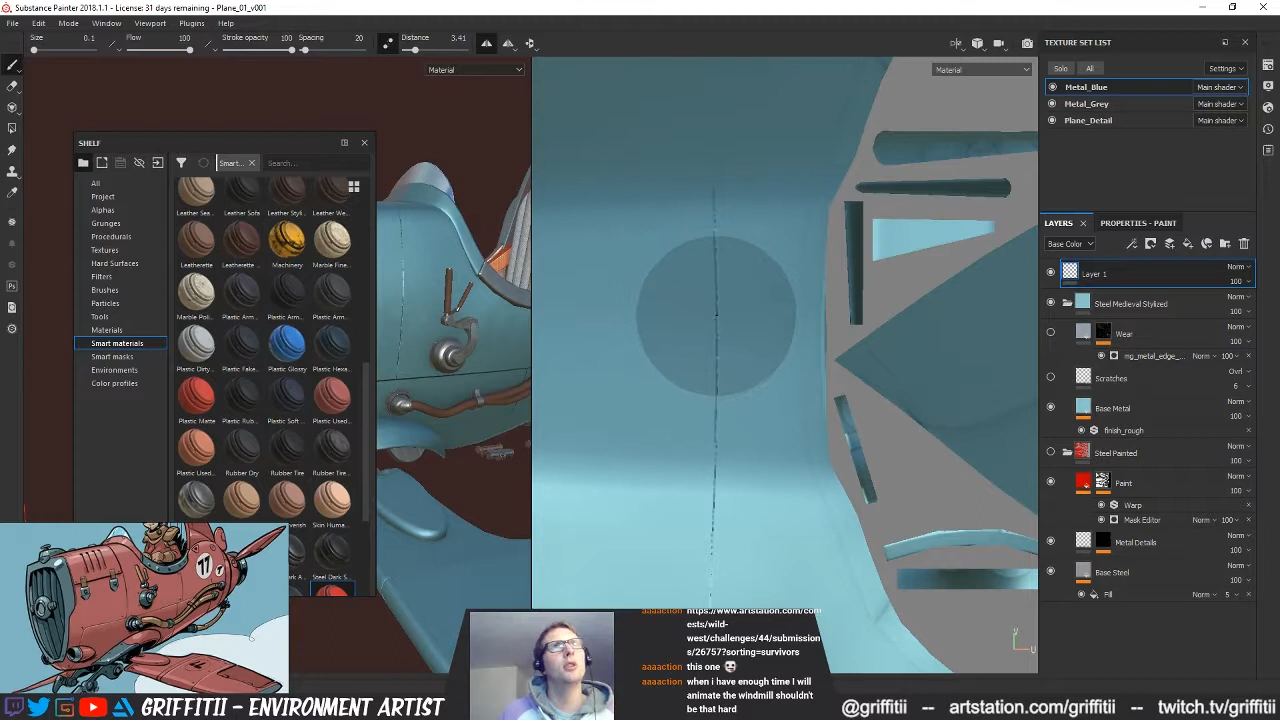 Substance Painter 2018.1.1 - License: 31 days remaining - Plane_01_v001
File Edit Mode Window Viewport Plugins Help
Size 0.1 Flow 100 Stroke opacity 100 Spacing 20 Distance 3.41
Material
Material
TEXTURE SET LIST
Solo All Settings
Metal_Blue Main shader
Metal_Grey Main shader
Plane_Detail Main shader
SHELF
Smart... Search...
All
Project
Alphas
Grunges
Procedurals
Textures
Hard Surfaces
Filters
Brushes
Particles
Tools
Materials
Smart materials
Smart masks
Environments
Color profiles
Leather Sea... Leather Sofa Leather Styli... Leather We...
Leatherette Leatherette ... Machinery Marble Fine...
Marble Poli... Plastic Arm... Plastic Arm... Plastic Arm...
Plastic Dirty... Plastic Fake... Plastic Glossy Plastic Hexa...
Plastic Matte Plastic Rub... Plastic Soft ... Plastic Used...
Plastic Used... Rubber Dry Rubber Tire... Rubber Tire...
Skin Huma...
Steel Dark S...
LAYERS PROPERTIES - PAINT
Base Color
Layer 1 Norm 100
Steel Medieval Stylized Norm 100
Wear Norm 100
mg_metal_edge_... Norm 100
Scratches Ovrl 6
Base Metal Norm 100
finish_rough
Steel Painted Norm 100
Paint Norm 100
Warp
Mask Editor Norm 100
Metal Details Norm 100
Base Steel Norm 100
Fill Norm 5
17
7
aaaaction https://www.artstation.com/cont
ests/wild-
west/challenges/44/submission
s/26757?sorting=survivors
aaaaction this one
aaaaction when i have enough time I will
animate the windmill shouldn't
be that hard
GRIFFITII - ENVIRONMENT ARTIST
@griffitii -- artstation.com/griffitii -- twitch.tv/griffitii